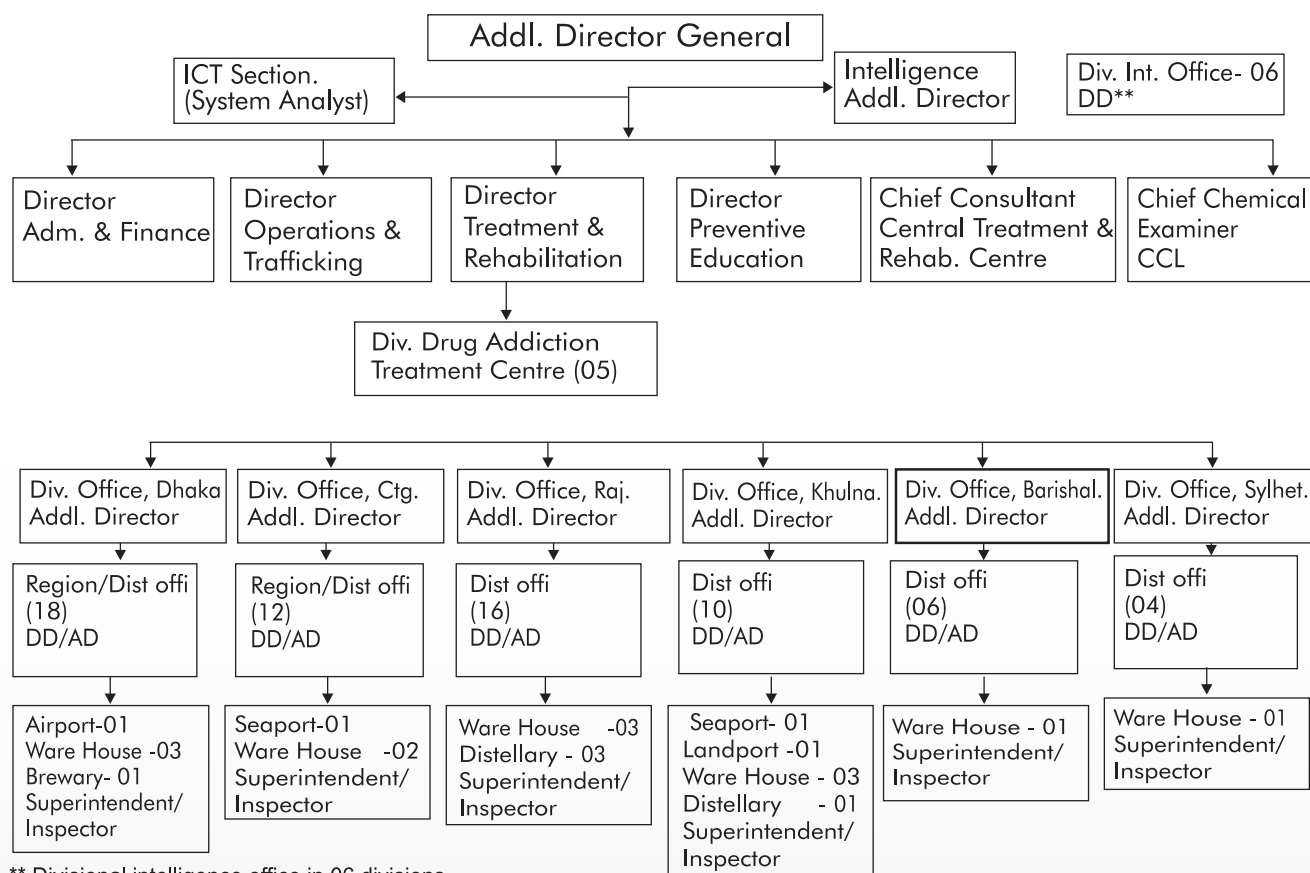 Addl. Director General
ICT Section.
(System Analyst)
Intelligence
Addl. Director
Div. Int. Office- 06
DD**
Director
Adm. & Finance
Director
Operations &
Trafficking
Director
Treatment &
Rehabilitation
Director
Preventive
Education
Chief Consultant
Central Treatment &
Rehab. Centre
Chief Chemical
Examiner
CCL
Div. Drug Addiction
Treatment Centre (05)
Div. Office, Dhaka
Addl. Director
Div. Office, Ctg.
Addl. Director
Div. Office, Raj.
Addl. Director
Div. Office, Khulna.
Addl. Director
Div. Office, Barishal.
Addl. Director
Div. Office, Sylhet.
Addl. Director
Region/Dist offi
(18)
DD/AD
Region/Dist offi
(12)
DD/AD
Dist offi
(16)
DD/AD
Dist offi
(10)
DD/AD
Dist offi
(06)
DD/AD
Dist offi
(04)
DD/AD
Airport-01
Ware House -03
Brewary- 01
Superintendent/
Inspector
Seaport-01
Ware House -02
Superintendent/
Inspector
Ware House -03
Distellary - 03
Superintendent/
Inspector
Seaport- 01
Landport -01
Ware House - 03
Distellary - 01
Superintendent/
Inspector
Ware House - 01
Superintendent/
Inspector
Ware House - 01
Superintendent/
Inspector
** Divisional intelligence office in 06 divisions